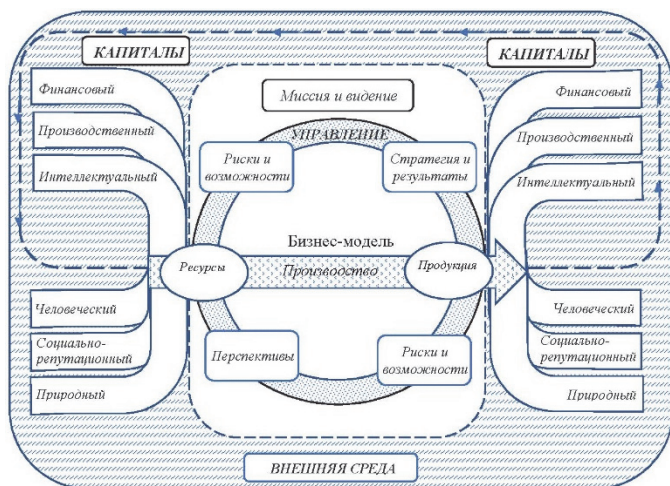 КАПИТАЛЫ
КАПИТАЛЫ
Финансовый
Производственный
Интеллектуальный
Миссия и видение
УПРАВЛЕНИЕ
Риски и
возможности
Стратегия и
результаты
Финансовый
Производственный
Интеллектуальный
Бизнес-модель
Ресурсы
Производство
Продукция
Человеческий
Социально-
репутационный
Природный
Перспективы
Риски и
возможности
Человеческий
Социально-
репутационный
Природный
ВНЕШНЯЯ СРЕДА